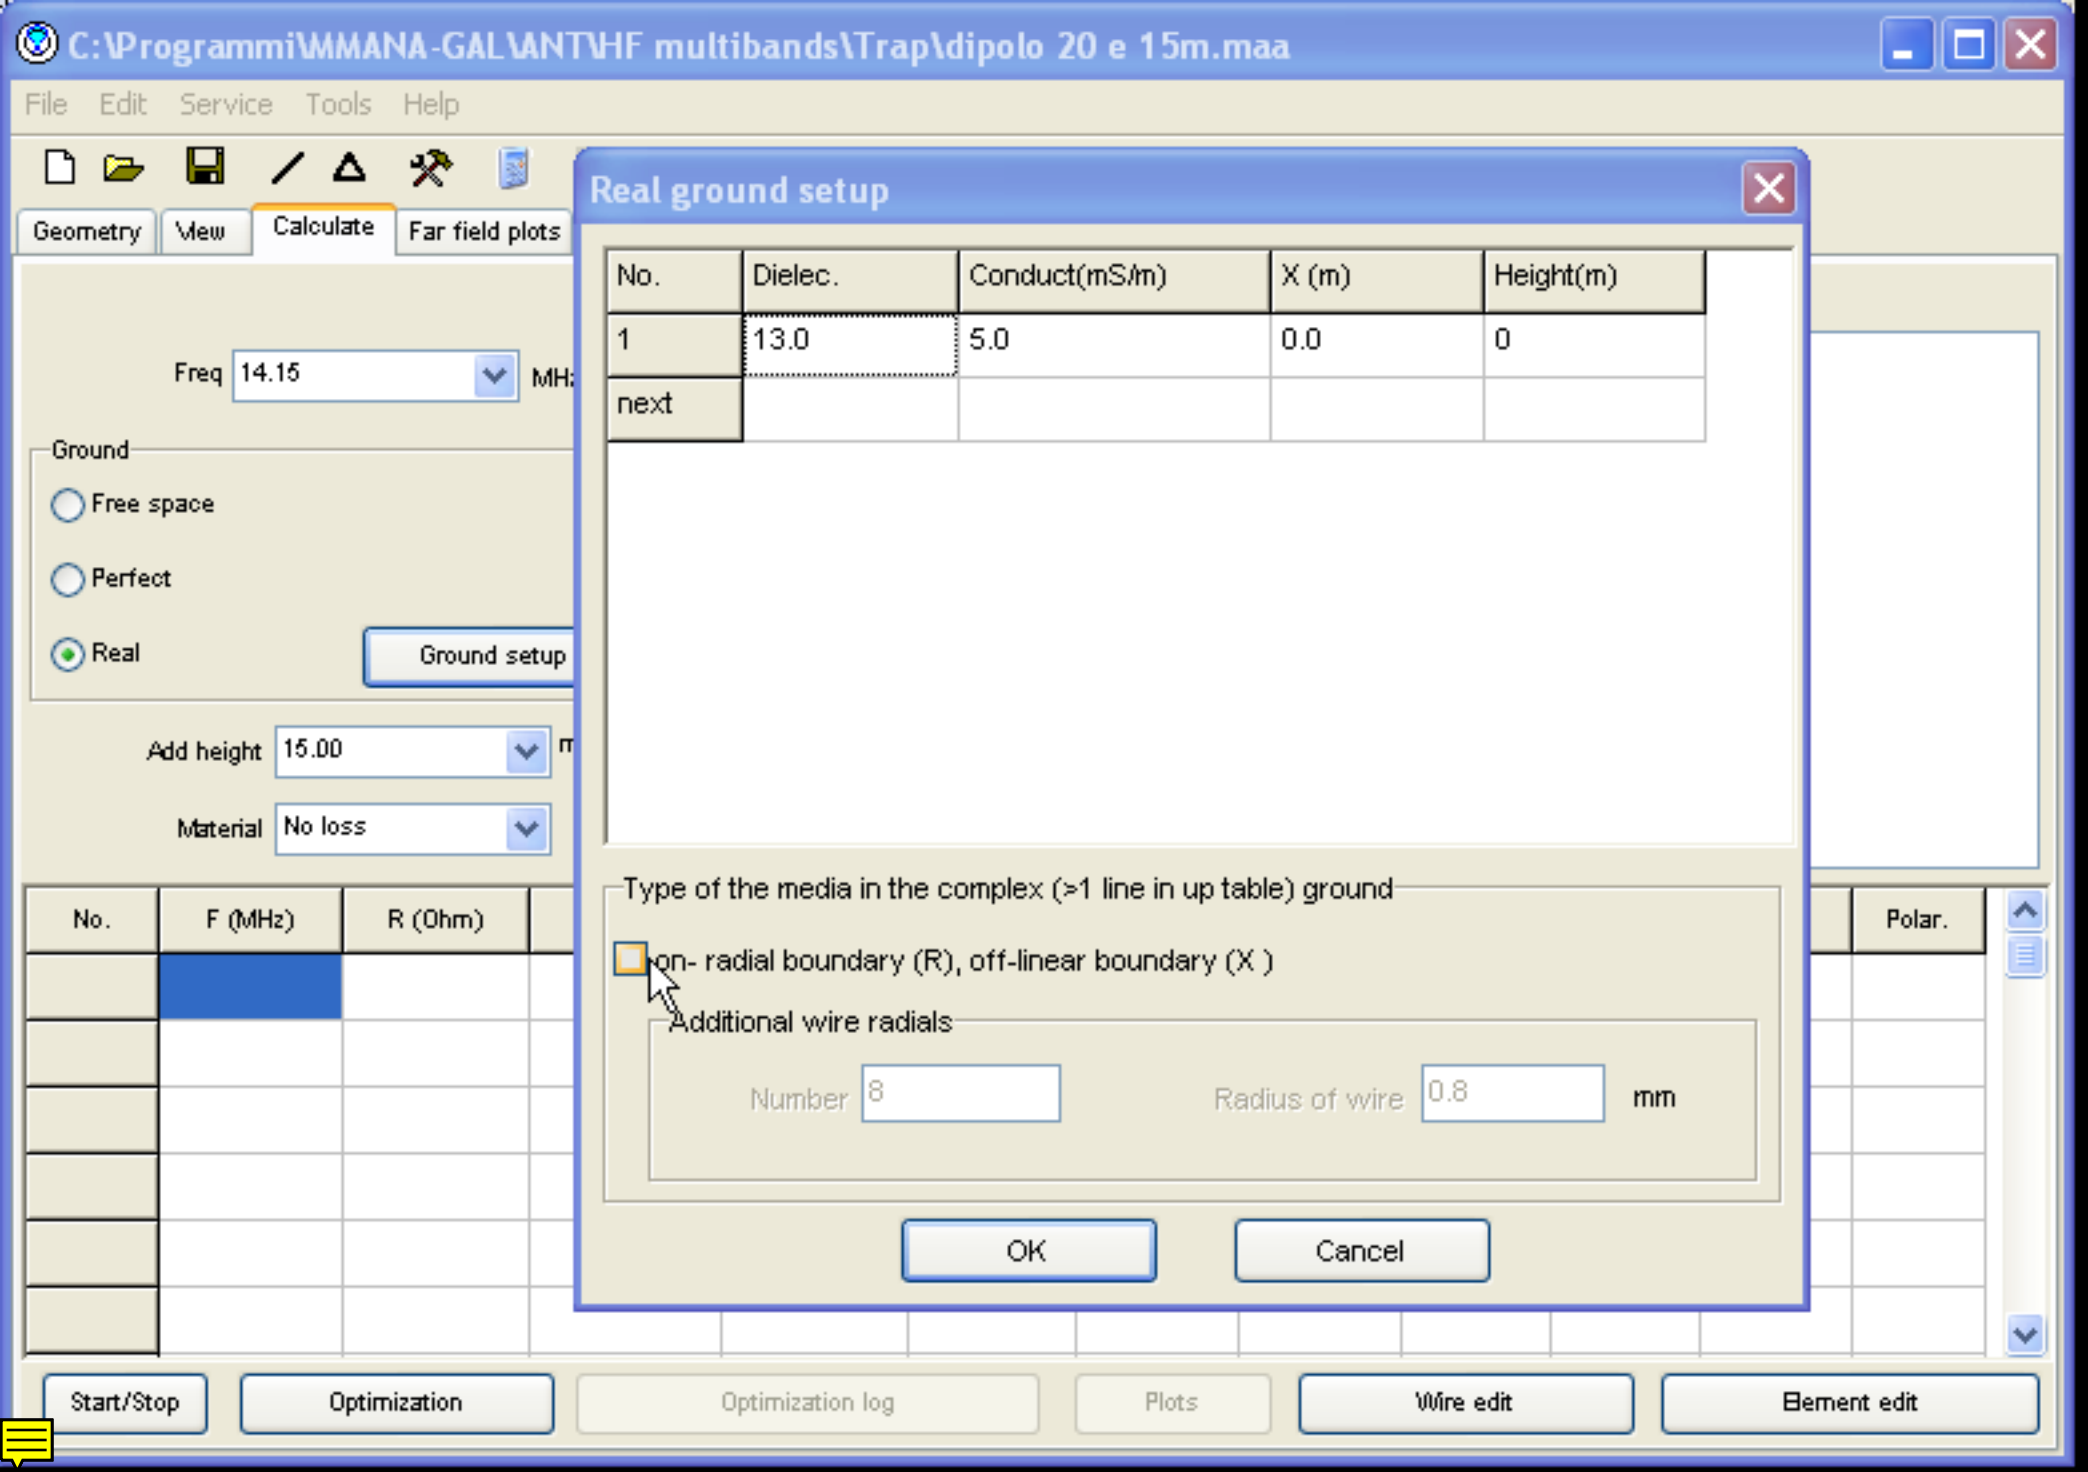 C:\Programmi\MMANA-GAL\ANT\HF multibands\Trap\dipolo 20 e 15m.maa
File Edit Service Tools Help
Geometry View Calculate Far field plots
Freq 14.15 MHz
Ground
Free space
Perfect
Real Ground setup
Add height 15.00 m
Material No loss
No. F (MHz) R (Ohm) Polar.
Real ground setup
No. Dielec. Conduct(mS/m) X (m) Height(m)
1 13.0 5.0 0.0 0
next
Type of the media in the complex (>1 line in up table) ground
on- radial boundary (R), off-linear boundary (X )
Additional wire radials
Number 8 Radius of wire 0.8 mm
OK Cancel
Start/Stop Optimization Optimization log Plots Wire edit Element edit